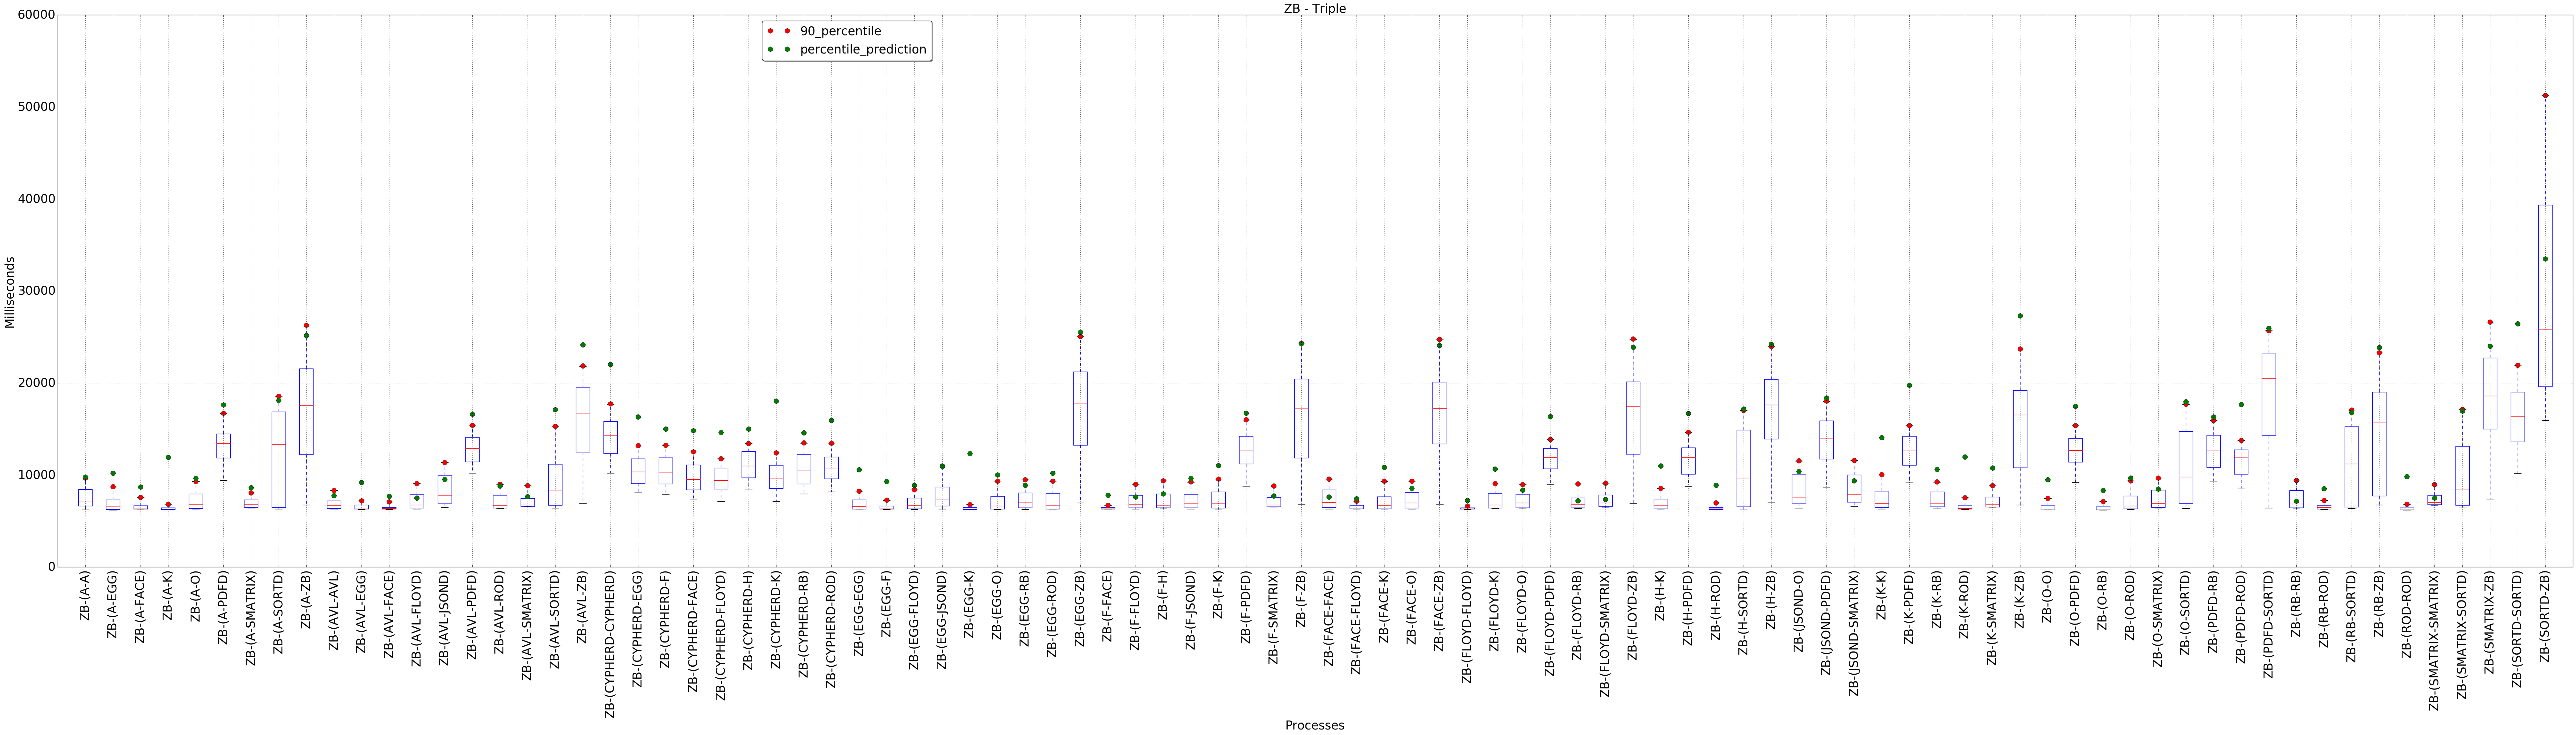 ZB - Triple
90_percentile
percentile_prediction
Milliseconds
60000
50000
40000
30000
20000
10000
0
ZB-(A-A)
ZB-(A-EGG)
ZB-(A-FACE)
ZB-(A-K)
ZB-(A-O)
ZB-(A-PDFD)
ZB-(A-SMATRIX)
ZB-(A-SORTD)
ZB-(A-ZB)
ZB-(AVL-AVL)
ZB-(AVL-EGG)
ZB-(AVL-FACE)
ZB-(AVL-FLOYD)
ZB-(AVL-JSOND)
ZB-(AVL-PDFD)
ZB-(AVL-ROD)
ZB-(AVL-SMATRIX)
ZB-(AVL-SORTD)
ZB-(AVL-ZB)
ZB-(CYPHERD-CYPHERD)
ZB-(CYPHERD-EGG)
ZB-(CYPHERD-F)
ZB-(CYPHERD-FACE)
ZB-(CYPHERD-FLOYD)
ZB-(CYPHERD-H)
ZB-(CYPHERD-K)
ZB-(CYPHERD-RB)
ZB-(CYPHERD-ROD)
ZB-(EGG-EGG)
ZB-(EGG-F)
ZB-(EGG-FLOYD)
ZB-(EGG-JSOND)
ZB-(EGG-K)
ZB-(EGG-O)
ZB-(EGG-RB)
ZB-(EGG-ROD)
ZB-(EGG-ZB)
ZB-(F-FACE)
ZB-(F-FLOYD)
ZB-(F-H)
ZB-(F-JSOND)
ZB-(F-K)
ZB-(F-PDFD)
ZB-(F-SMATRIX)
ZB-(F-ZB)
ZB-(FACE-FACE)
ZB-(FACE-FLOYD)
ZB-(FACE-K)
ZB-(FACE-O)
ZB-(FACE-ZB)
ZB-(FLOYD-FLOYD)
ZB-(FLOYD-K)
ZB-(FLOYD-O)
ZB-(FLOYD-PDFD)
ZB-(FLOYD-RB)
ZB-(FLOYD-SMATRIX)
ZB-(FLOYD-ZB)
ZB-(H-K)
ZB-(H-PDFD)
ZB-(H-ROD)
ZB-(H-SORTD)
ZB-(H-ZB)
ZB-(JSOND-O)
ZB-(JSOND-PDFD)
ZB-(JSOND-SMATRIX)
ZB-(K-K)
ZB-(K-PDFD)
ZB-(K-RB)
ZB-(K-ROD)
ZB-(K-SMATRIX)
ZB-(K-ZB)
ZB-(O-O)
ZB-(O-PDFD)
ZB-(O-RB)
ZB-(O-ROD)
ZB-(O-SMATRIX)
ZB-(O-SORTD)
ZB-(PDFD-RB)
ZB-(PDFD-ROD)
ZB-(PDFD-SORTD)
ZB-(RB-RB)
ZB-(RB-ROD)
ZB-(RB-SORTD)
ZB-(RB-ZB)
ZB-(ROD-ROD)
ZB-(SMATRIX-SMATRIX)
ZB-(SMATRIX-SORTD)
ZB-(SMATRIX-ZB)
ZB-(SORTD-SORTD)
ZB-(SORTD-ZB)
Processes